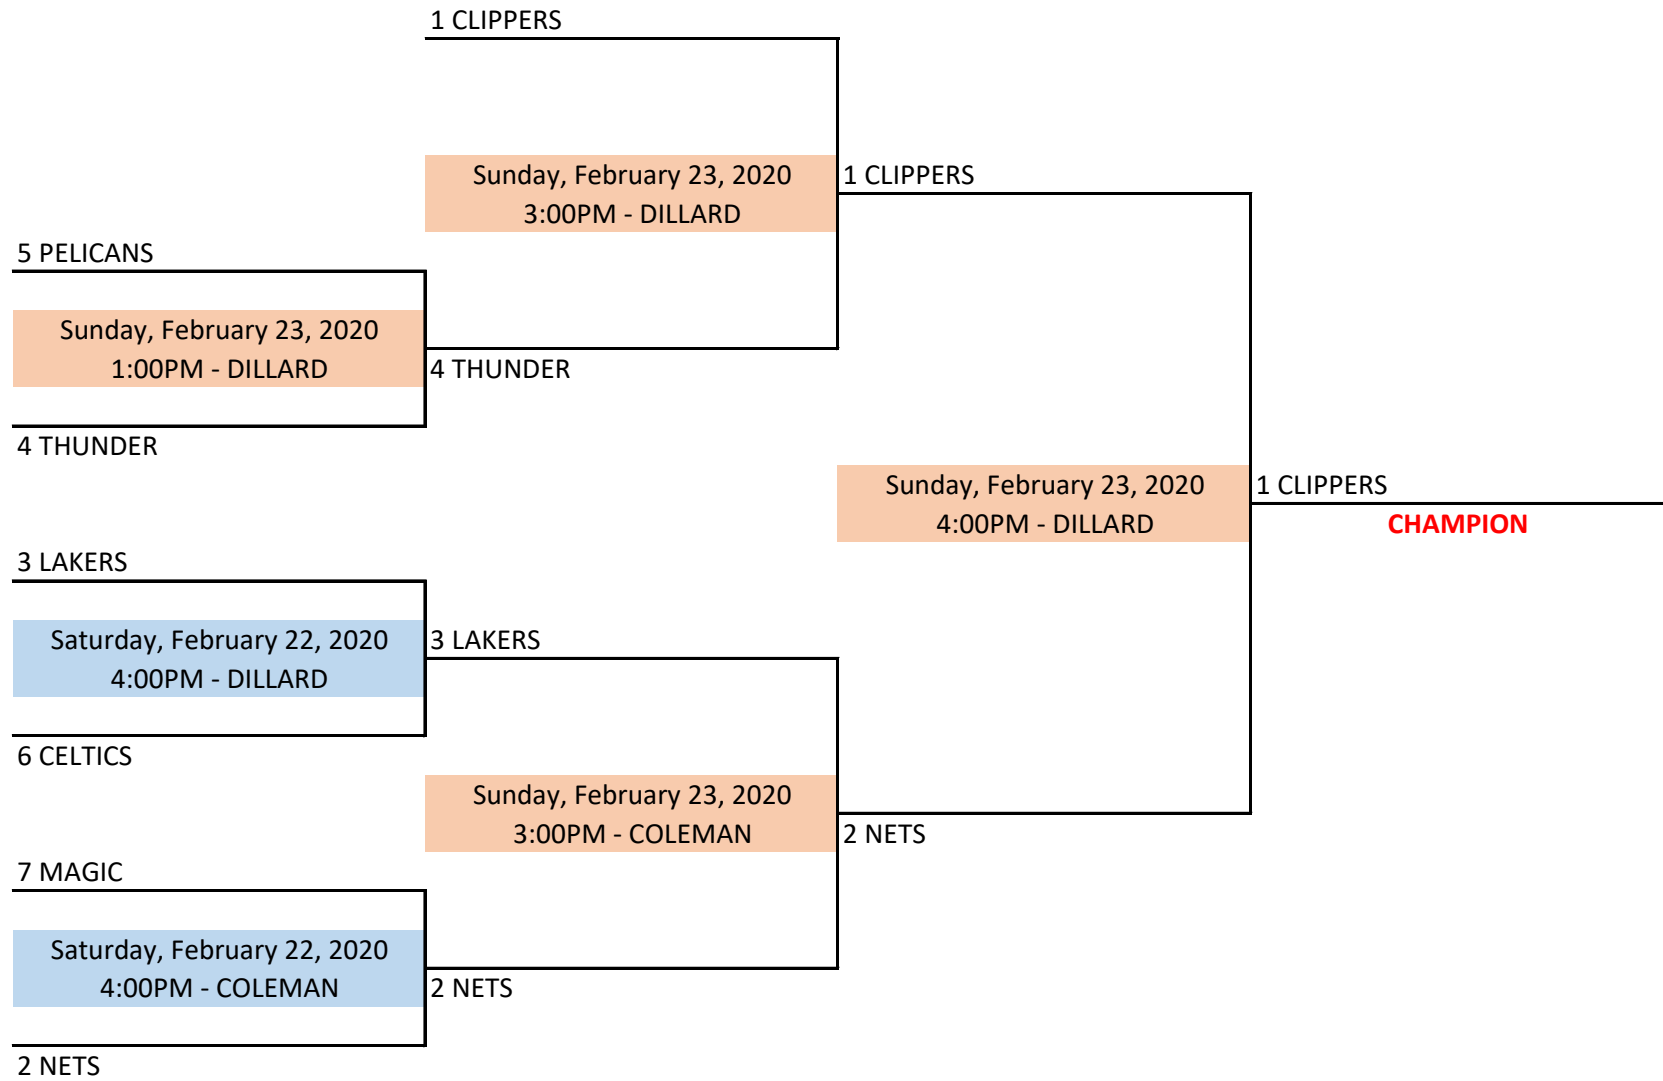 1 CLIPPERS
Sunday, February 23, 2020
3:00PM - DILLARD
1 CLIPPERS
5 PELICANS
Sunday, February 23, 2020
1:00PM - DILLARD
4 THUNDER
4 THUNDER
Sunday, February 23, 2020
4:00PM - DILLARD
1 CLIPPERS
CHAMPION
3 LAKERS
Saturday, February 22, 2020
4:00PM - DILLARD
3 LAKERS
6 CELTICS
Sunday, February 23, 2020
3:00PM - COLEMAN
2 NETS
7 MAGIC
Saturday, February 22, 2020
4:00PM - COLEMAN
2 NETS
2 NETS